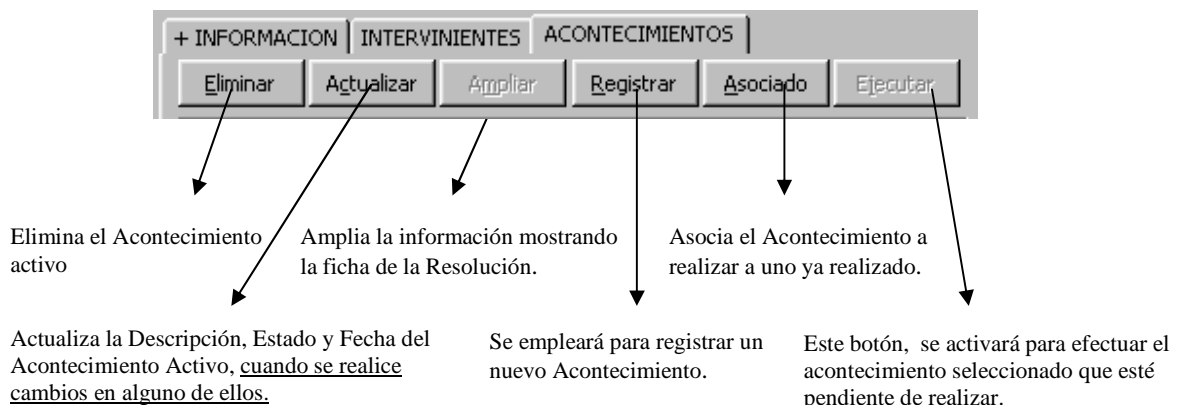 + INFORMACION INTERVINIENTES ACONTECIMIENTOS
Eliminar Actualizar Ampliar Registrar Asociado Ejecutar
Elimina el Acontecimiento
activo
Amplia la información mostrando
la ficha de la Resolución.
Asocia el Acontecimiento a
realizar a uno ya realizado.
Actualiza la Descripción, Estado y Fecha del
Acontecimiento Activo, cuando se realice
cambios en alguno de ellos.
Se empleará para registrar un
nuevo Acontecimiento.
Este botón, se activará para efectuar el
acontecimiento seleccionado que esté
pendiente de realizar.